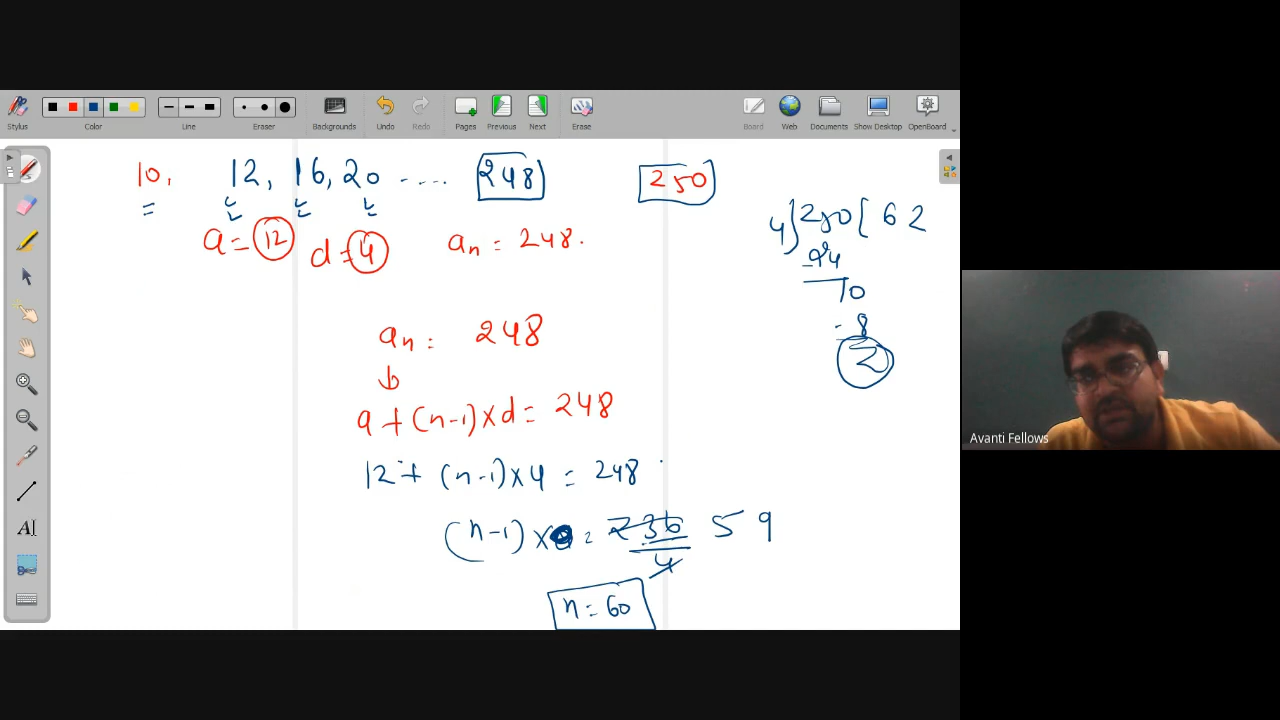 Stylus Color Line Eraser Backgrounds Undo Redo Pages Previous Next Erase Board Web Documents Show Desktop OpenBoard
10, 12, 16, 20 ..... 248 250
a = 12 d = 4 an = 248.
4)250( 62
- 24
10
- 8
2
an = 248
a + (n-1) × d = 248
12 + (n-1) × 4 = 248
(n-1) × = 236/4 59
n = 60
Avanti Fellows